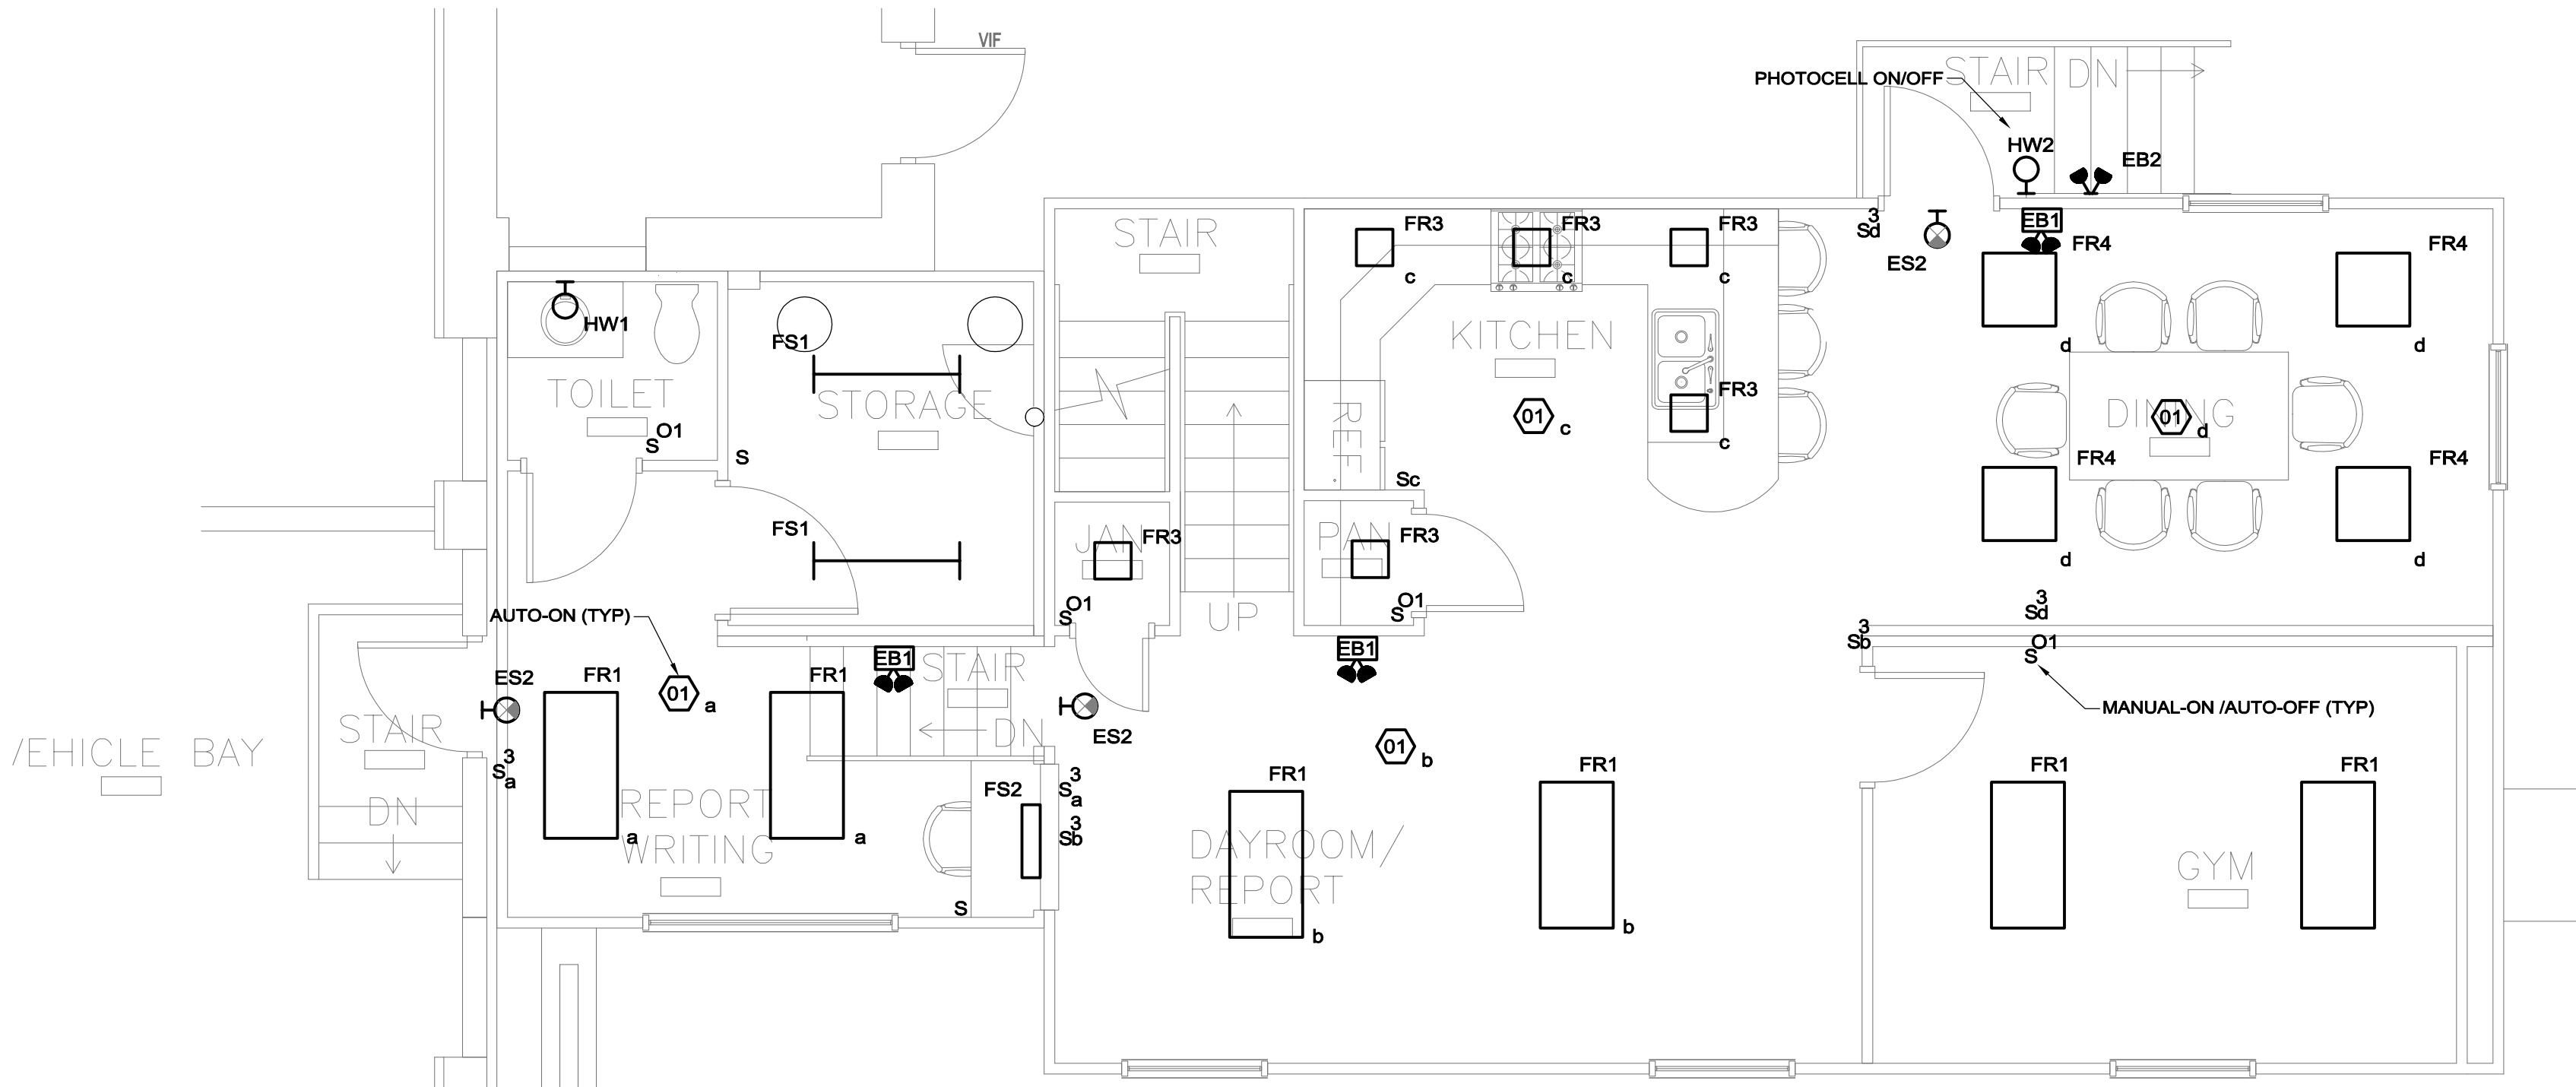 VIF
PHOTOCELL ON/OFF
STAIR DN
HW2
EB2
STAIR
FR3
FR3
FR3
3
Sd
EB1
ES2
FR4
FR4
c
c
c
HW1
FS1
KITCHEN
d
d
TOILET
STORAGE
FR3
REF
01
c
DINING
01
d
O1
S
S
c
FR4
FR4
Sc
FS1
JAN
FR3
PAN
FR3
d
d
AUTO-ON (TYP)
O1
S
UP
O1
S
3
Sd
3
Sb
O1
S
EB1
STAIR
EB1
ES2
FR1
01
a
FR1
MANUAL-ON /AUTO-OFF (TYP)
STAIR
DN
ES2
01
b
VEHICLE BAY
3
S
a
FR1
FR1
FR1
FR1
DN
REPORT
WRITING
a
a
FS2
3
S
a
3
Sb
DAYROOM/
REPORT
GYM
S
b
b